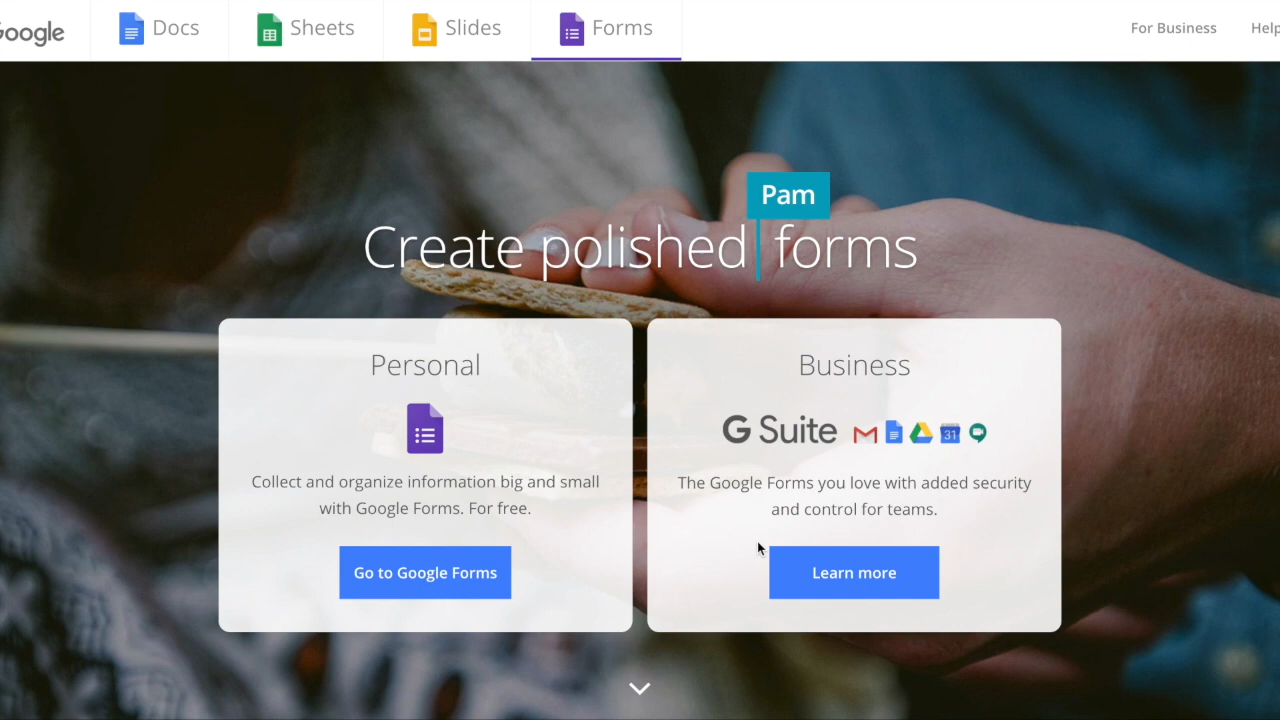 Google Docs Sheets Slides Forms For Business Help
Pam
Create polished forms
Personal
Business
G Suite
31
Collect and organize information big and small
with Google Forms. For free.
The Google Forms you love with added security
and control for teams.
Go to Google Forms
Learn more